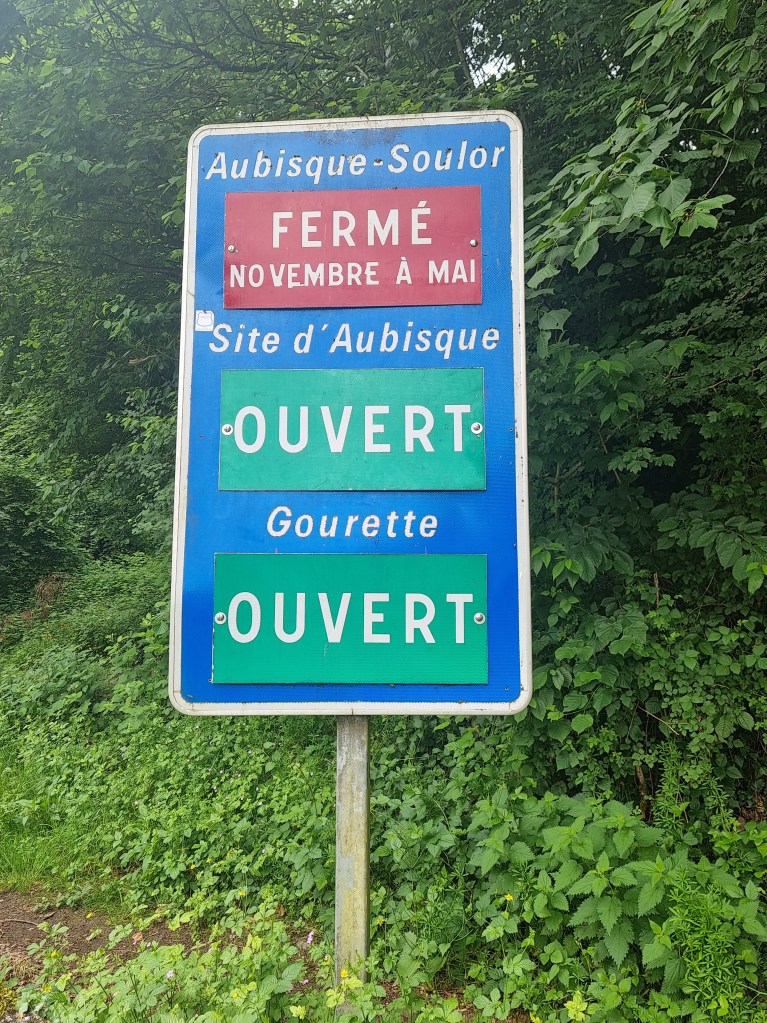 Aubisque-Soulor
FERMÉ
NOVEMBRE À MAI
Site d'Aubisque
OUVERT
Gourette
OUVERT